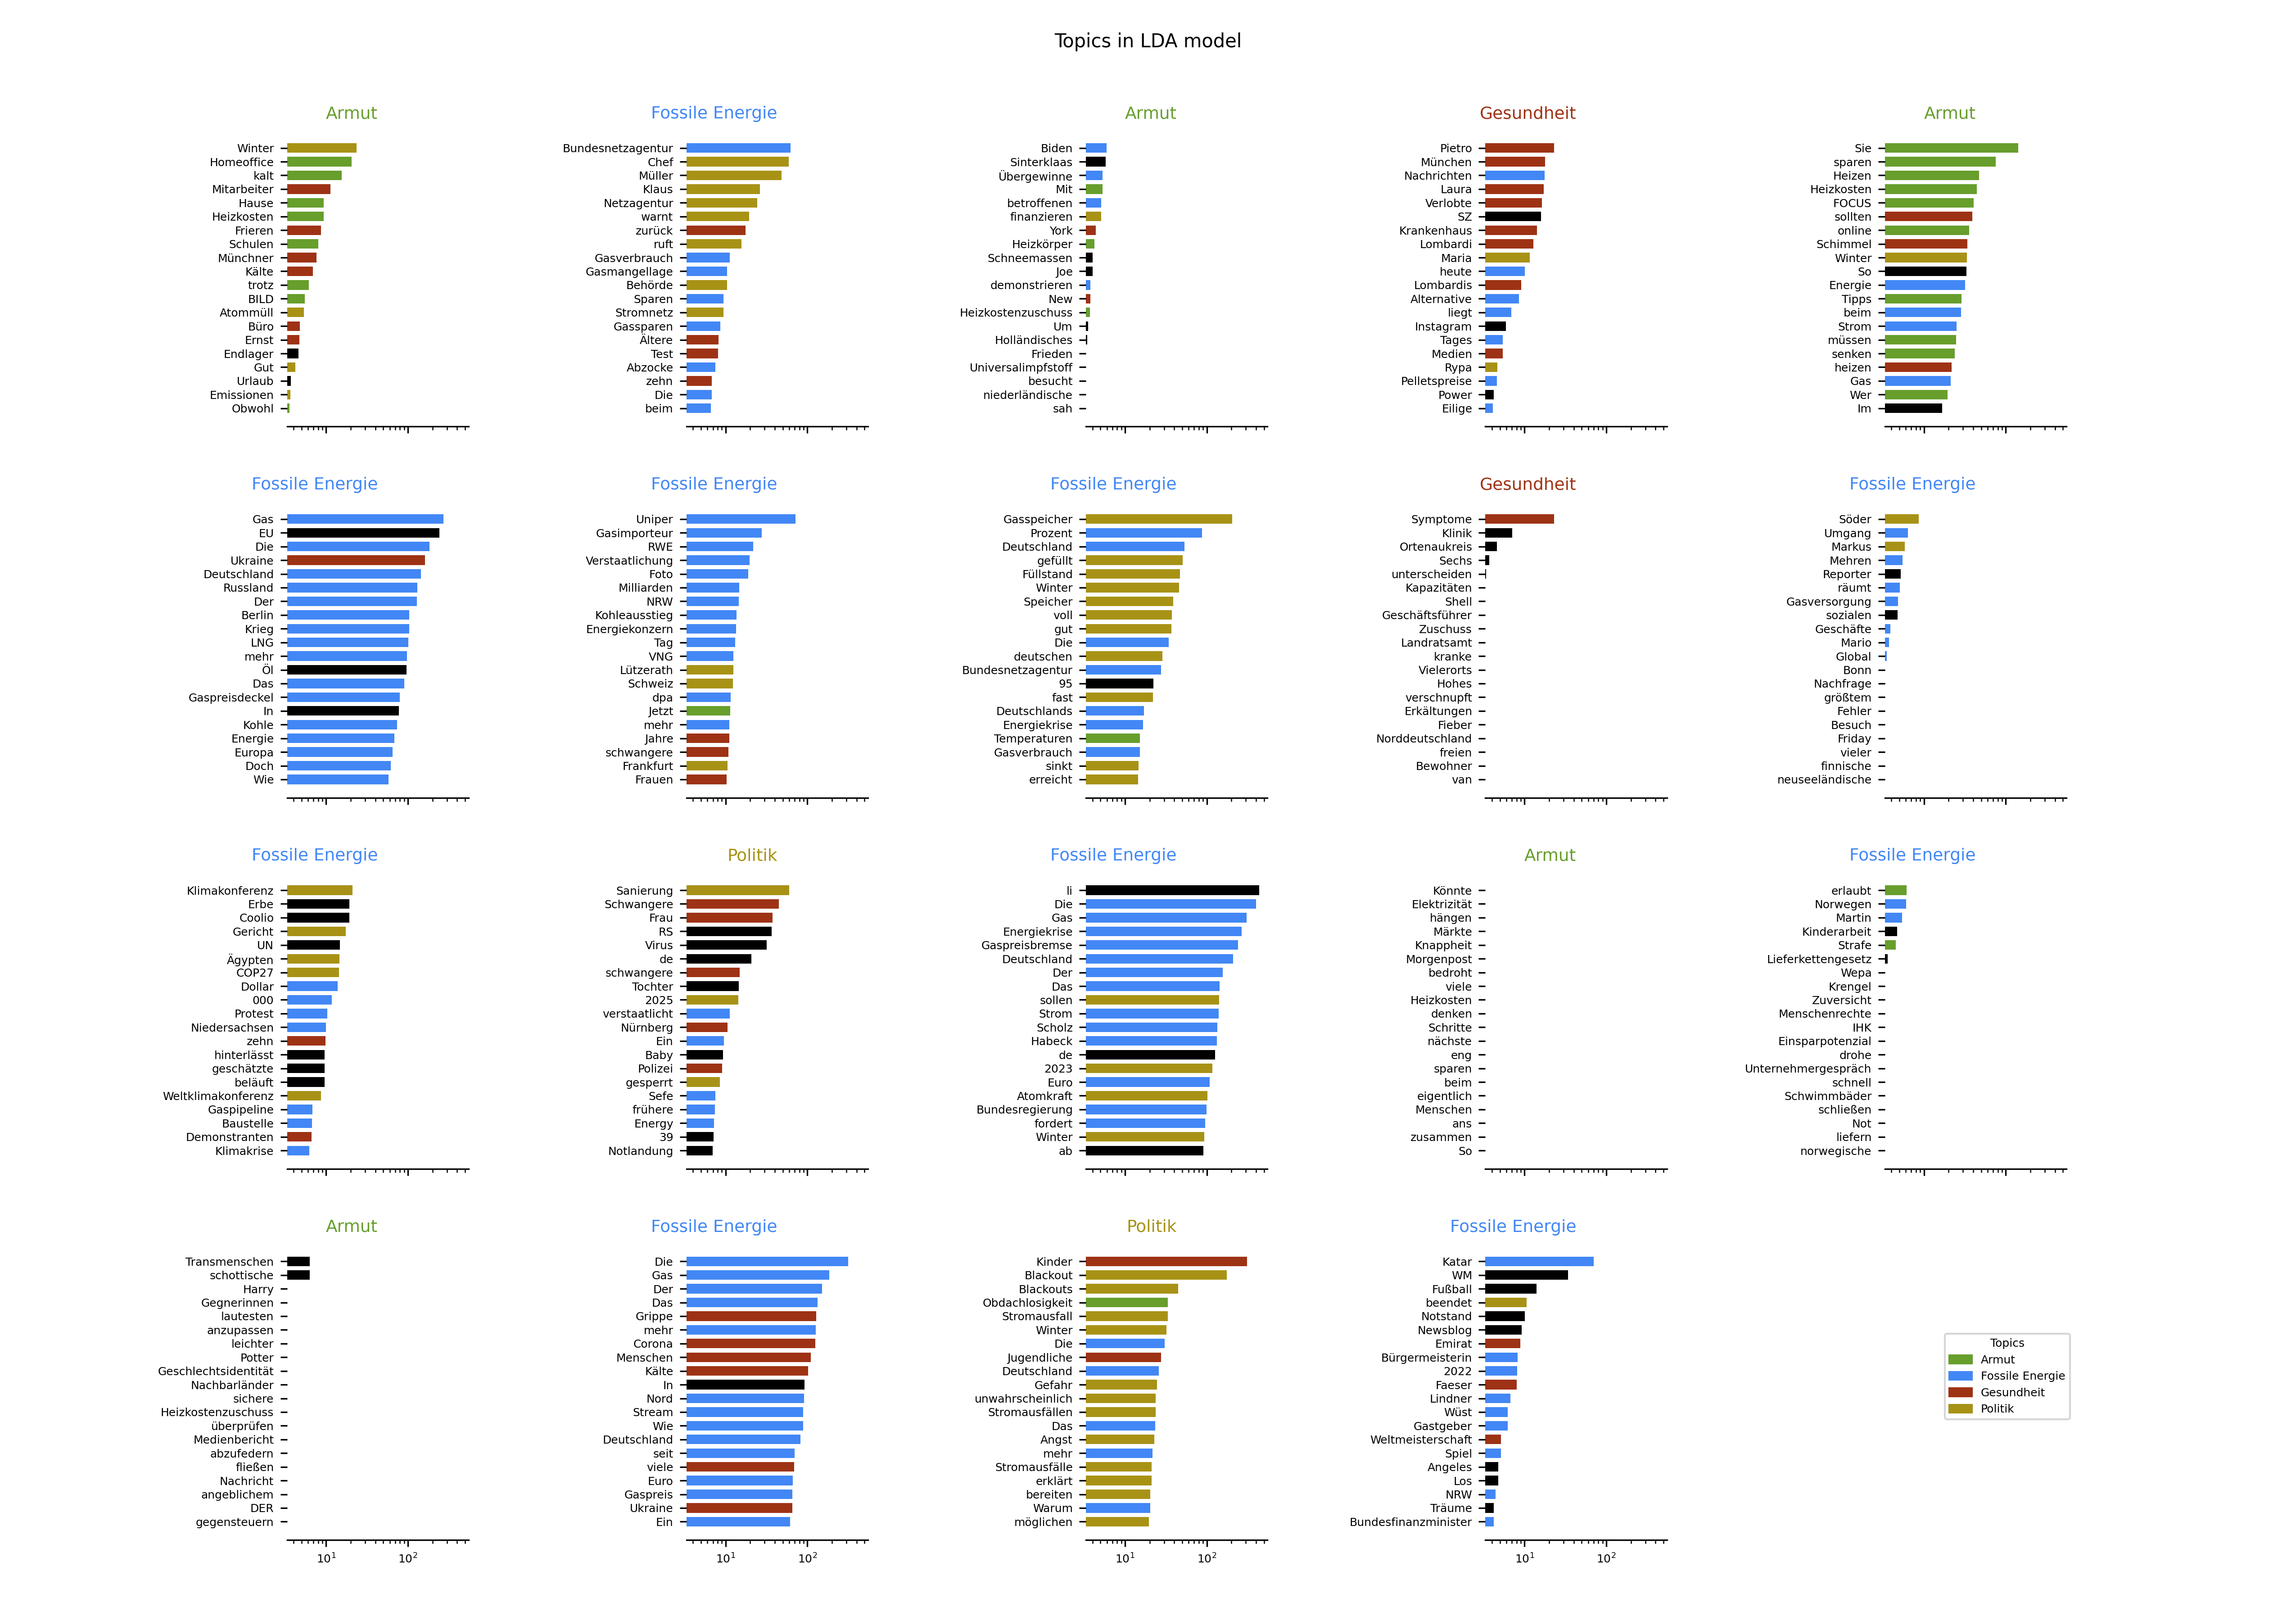 Topics in LDA model
Armut
Winter
Homeoffice
kalt
Mitarbeiter
Hause
Heizkosten
Frieren
Schulen
Münchner
Kälte
trotz
BILD
Atommüll
Büro
Ernst
Endlager
Gut
Urlaub
Emissionen
Obwohl
Fossile Energie
Bundesnetzagentur
Chef
Müller
Klaus
Netzagentur
warnt
zurück
ruft
Gasverbrauch
Gasmangellage
Behörde
Sparen
Stromnetz
Gassparen
Ältere
Test
Abzocke
zehn
Die
beim
Armut
Biden
Sinterklaas
Übergewinne
Mit
betroffenen
finanzieren
York
Heizkörper
Schneemassen
Joe
demonstrieren
New
Heizkostenzuschuss
Um
Holländisches
Frieden
Universalimpfstoff
besucht
niederländische
sah
Gesundheit
Pietro
München
Nachrichten
Laura
Verlobte
SZ
Krankenhaus
Lombardi
Maria
heute
Lombardis
Alternative
liegt
Instagram
Tages
Medien
Rypa
Pelletspreise
Power
Eilige
Armut
Sie
sparen
Heizen
Heizkosten
FOCUS
sollten
online
Schimmel
Winter
So
Energie
Tipps
beim
Strom
müssen
senken
heizen
Gas
Wer
Im
Fossile Energie
Gas
EU
Die
Ukraine
Deutschland
Russland
Der
Berlin
Krieg
LNG
mehr
Öl
Das
Gaspreisdeckel
In
Kohle
Energie
Europa
Doch
Wie
Fossile Energie
Uniper
Gasimporteur
RWE
Verstaatlichung
Foto
Milliarden
NRW
Kohleausstieg
Energiekonzern
Tag
VNG
Lützerath
Schweiz
dpa
Jetzt
mehr
Jahre
schwangere
Frankfurt
Frauen
Fossile Energie
Gasspeicher
Prozent
Deutschland
gefüllt
Füllstand
Winter
Speicher
voll
gut
Die
deutschen
Bundesnetzagentur
95
fast
Deutschlands
Energiekrise
Temperaturen
Gasverbrauch
sinkt
erreicht
Gesundheit
Symptome
Klinik
Ortenaukreis
Sechs
unterscheiden
Kapazitäten
Shell
Geschäftsführer
Zuschuss
Landratsamt
kranke
Vielerorts
Hohes
verschnupft
Erkältungen
Fieber
Norddeutschland
freien
Bewohner
van
Fossile Energie
Söder
Umgang
Markus
Mehren
Reporter
räumt
Gasversorgung
sozialen
Geschäfte
Mario
Global
Bonn
Nachfrage
größtem
Fehler
Besuch
Friday
vieler
finnische
neuseeländische
Fossile Energie
Klimakonferenz
Erbe
Coolio
Gericht
UN
Ägypten
COP27
Dollar
000
Protest
Niedersachsen
zehn
hinterlässt
geschätzte
beläuft
Weltklimakonferenz
Gaspipeline
Baustelle
Demonstranten
Klimakrise
Politik
Sanierung
Schwangere
Frau
RS
Virus
de
schwangere
Tochter
2025
verstaatlicht
Nürnberg
Ein
Baby
Polizei
gesperrt
Sefe
frühere
Energy
39
Notlandung
Fossile Energie
li
Die
Gas
Energiekrise
Gaspreisbremse
Deutschland
Der
Das
sollen
Strom
Scholz
Habeck
de
2023
Euro
Atomkraft
Bundesregierung
fordert
Winter
ab
Armut
Könnte
Elektrizität
hängen
Märkte
Knappheit
Morgenpost
bedroht
viele
Heizkosten
denken
Schritte
nächste
eng
sparen
beim
eigentlich
Menschen
ans
zusammen
So
Fossile Energie
erlaubt
Norwegen
Martin
Kinderarbeit
Strafe
Lieferkettengesetz
Wepa
Krengel
Zuversicht
Menschenrechte
IHK
Einsparpotenzial
drohe
Unternehmergespräch
schnell
Schwimmbäder
schließen
Not
liefern
norwegische
Armut
Transmenschen
schottische
Harry
Gegnerinnen
lautesten
anzupassen
leichter
Potter
Geschlechtsidentität
Nachbarländer
sichere
Heizkostenzuschuss
überprüfen
Medienbericht
abzufedern
fließen
Nachricht
angeblichem
DER
gegensteuern
10¹ 10²
Fossile Energie
Die
Gas
Der
Das
Grippe
mehr
Corona
Menschen
Kälte
In
Nord
Stream
Wie
Deutschland
seit
viele
Euro
Gaspreis
Ukraine
Ein
10¹ 10²
Politik
Kinder
Blackout
Blackouts
Obdachlosigkeit
Stromausfall
Winter
Die
Jugendliche
Deutschland
Gefahr
unwahrscheinlich
Stromausfällen
Das
Angst
mehr
Stromausfälle
erklärt
bereiten
Warum
möglichen
10¹ 10²
Fossile Energie
Katar
WM
Fußball
beendet
Notstand
Newsblog
Emirat
Bürgermeisterin
2022
Faeser
Lindner
Wüst
Gastgeber
Weltmeisterschaft
Spiel
Angeles
Los
NRW
Träume
Bundesfinanzminister
10¹ 10²
Topics
Armut
Fossile Energie
Gesundheit
Politik